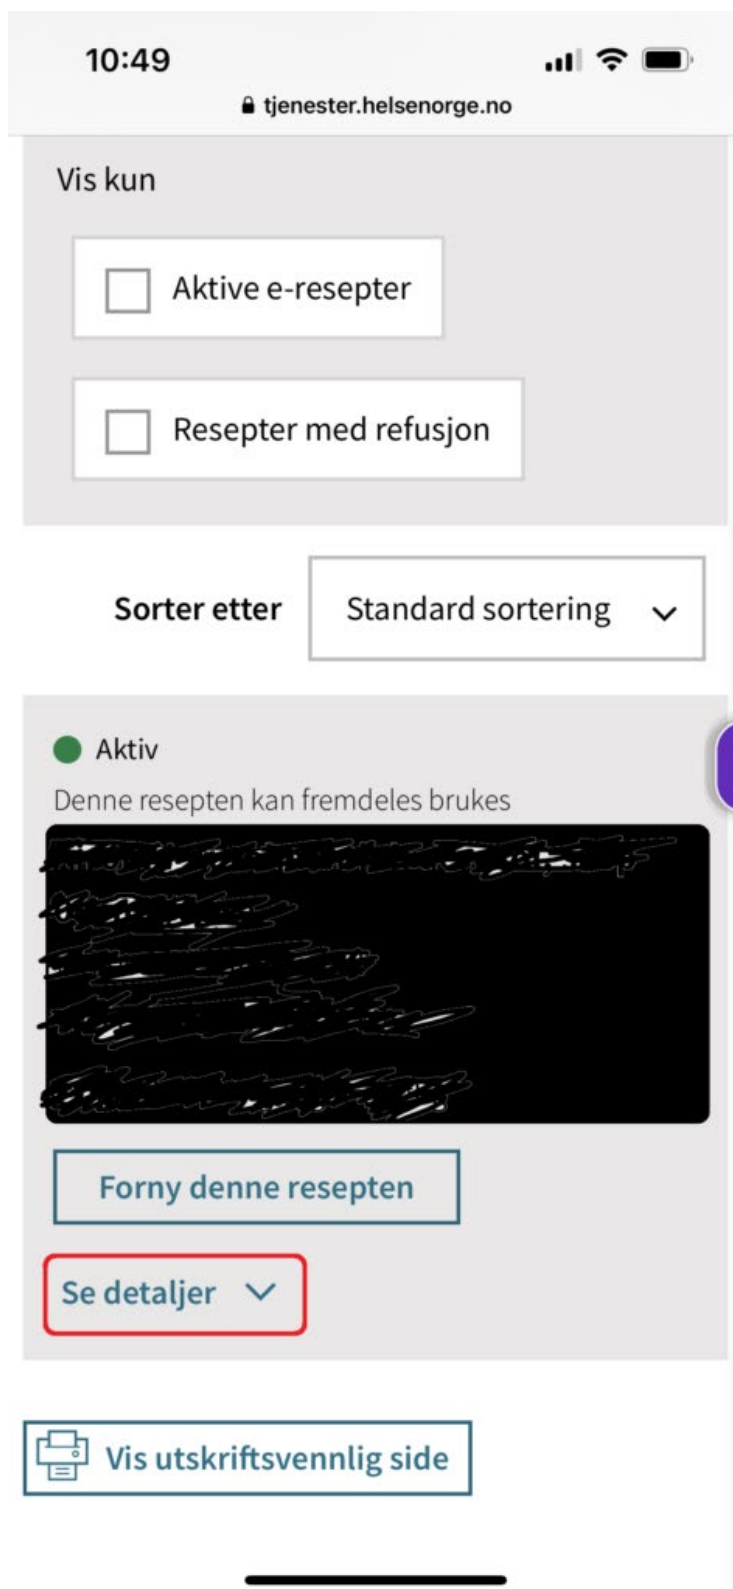 10:49
tjenester.helsenorge.no
Vis kun
Aktive e-resepter
Resepter med refusjon
Sorter etter
Standard sortering
Aktiv
Denne resepten kan fremdeles brukes
Forny denne resepten
Se detaljer
Vis utskriftsvennlig side